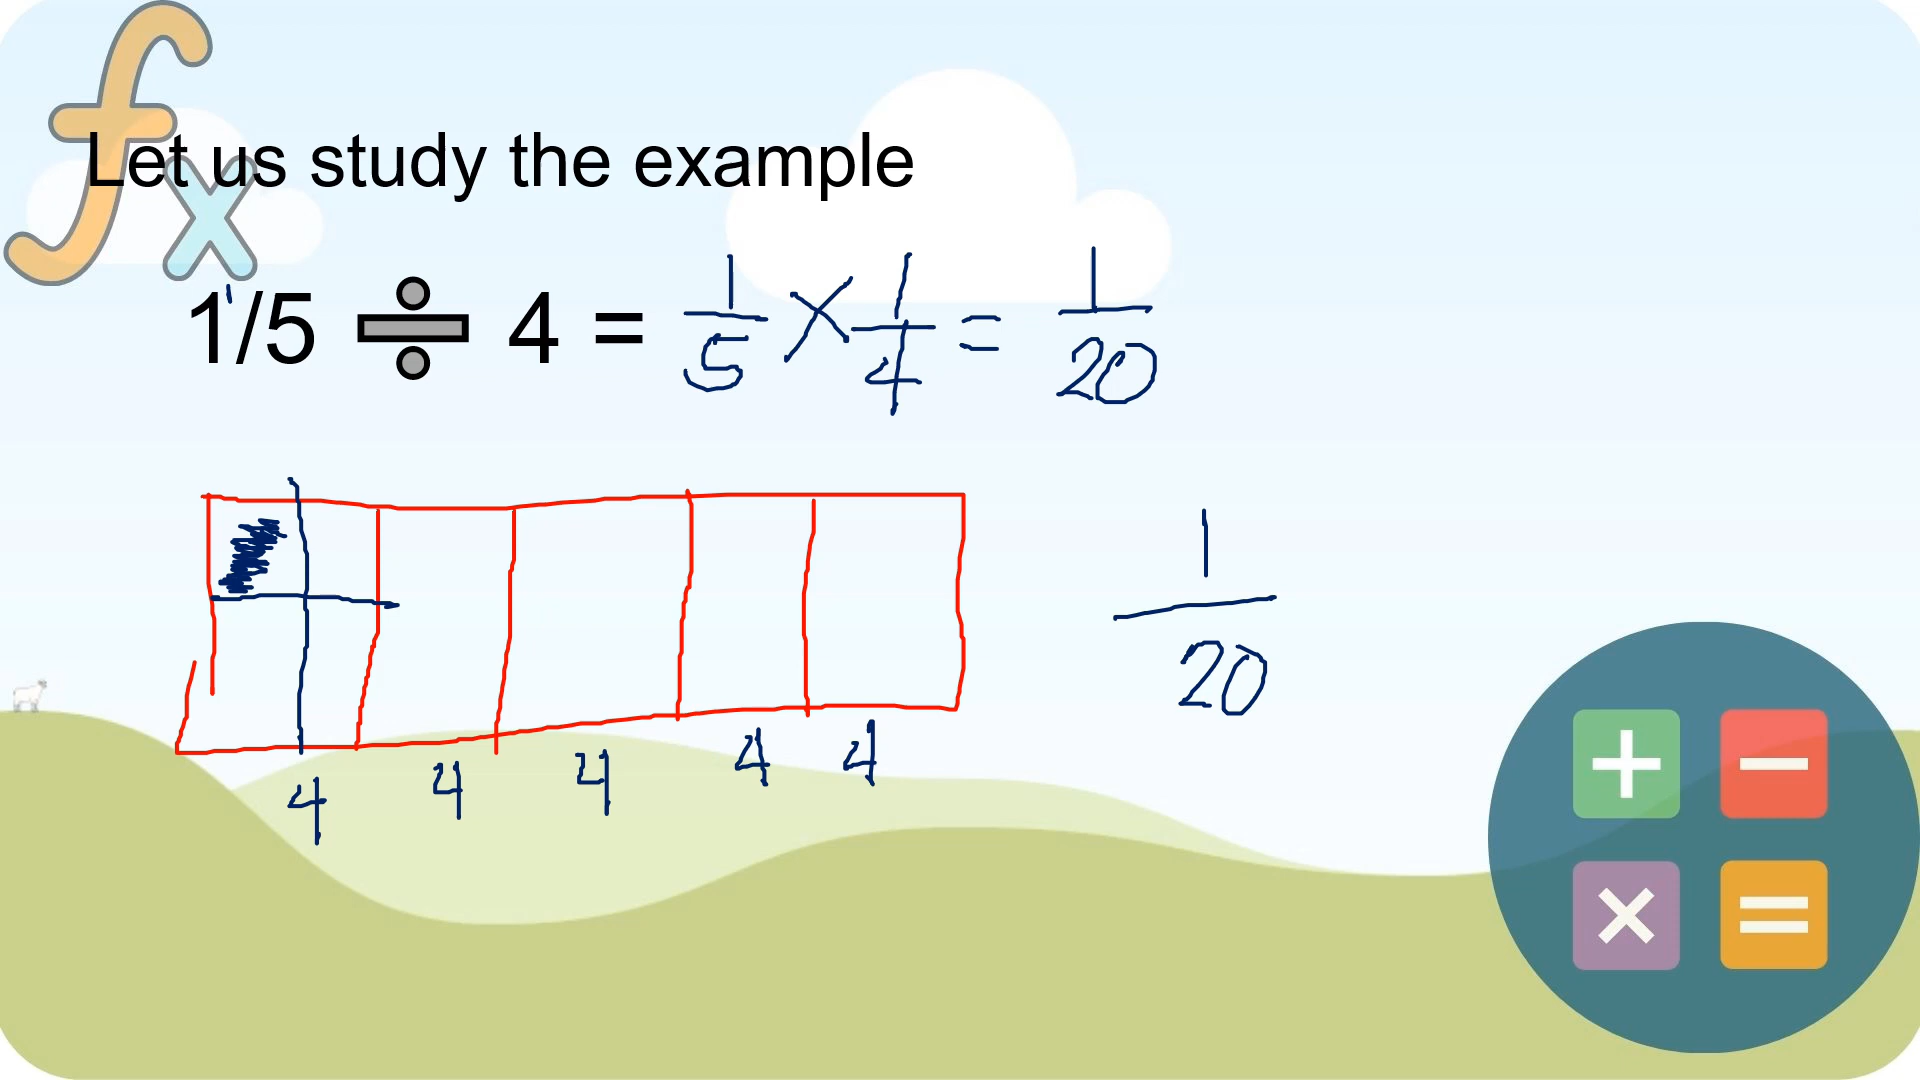 fx
Let us study the example
1/5 ÷ 4 = 1/5 × 1/4 = 1/20
1/20
4 4 4 4 4
+ −
× =